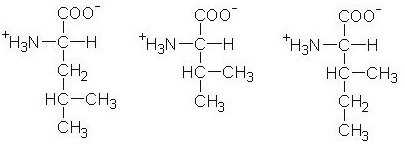 COO⁻ COO⁻ COO⁻
⁺H₃N—C—H ⁺H₃N—C—H ⁺H₃N—C—H
CH₂ HC—CH₃ HC—CH₃
HC—CH₃ CH₃ CH₂
CH₃ CH₃